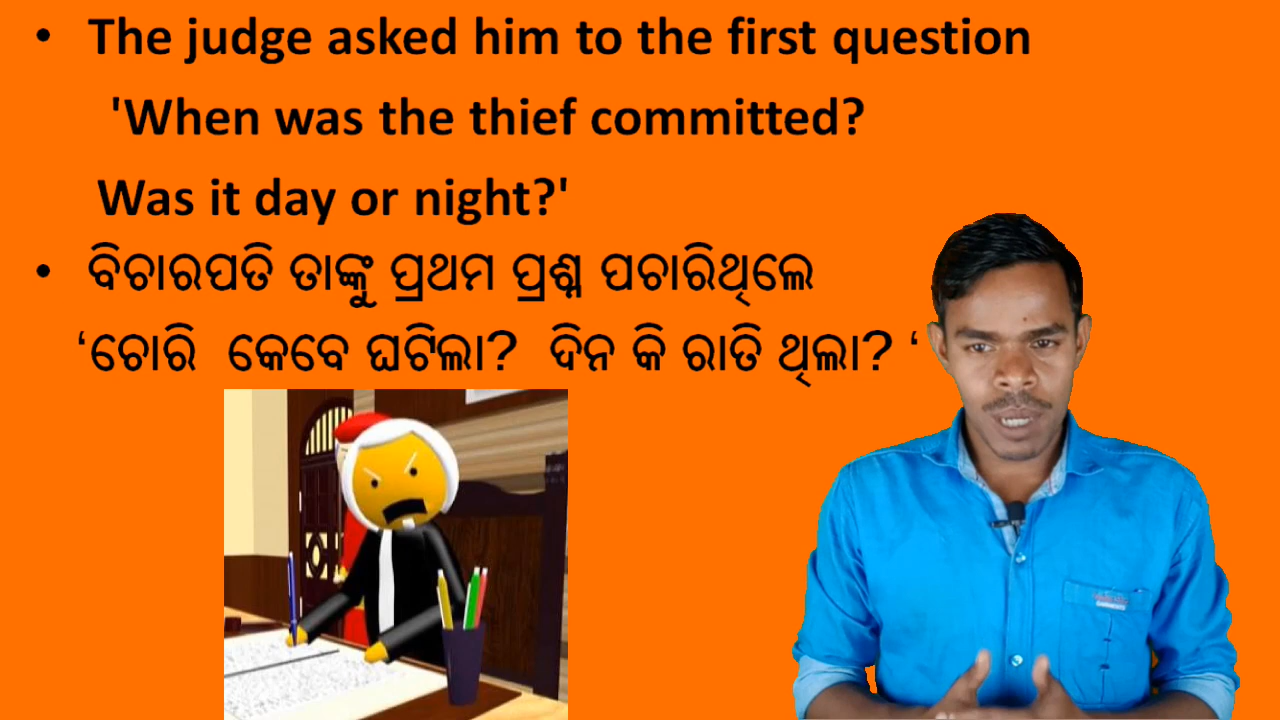 • The judge asked him to the first question
'When was the thief committed?
Was it day or night?'
• ବିଚାରପତି ତାଙ୍କୁ ପ୍ରଥମ ପ୍ରଶ୍ନ ପଚାରିଥିଲେ
‘ଚୋରି କେବେ ଘଟିଲା? ଦିନ କି ରାତି ଥିଲା? ‘